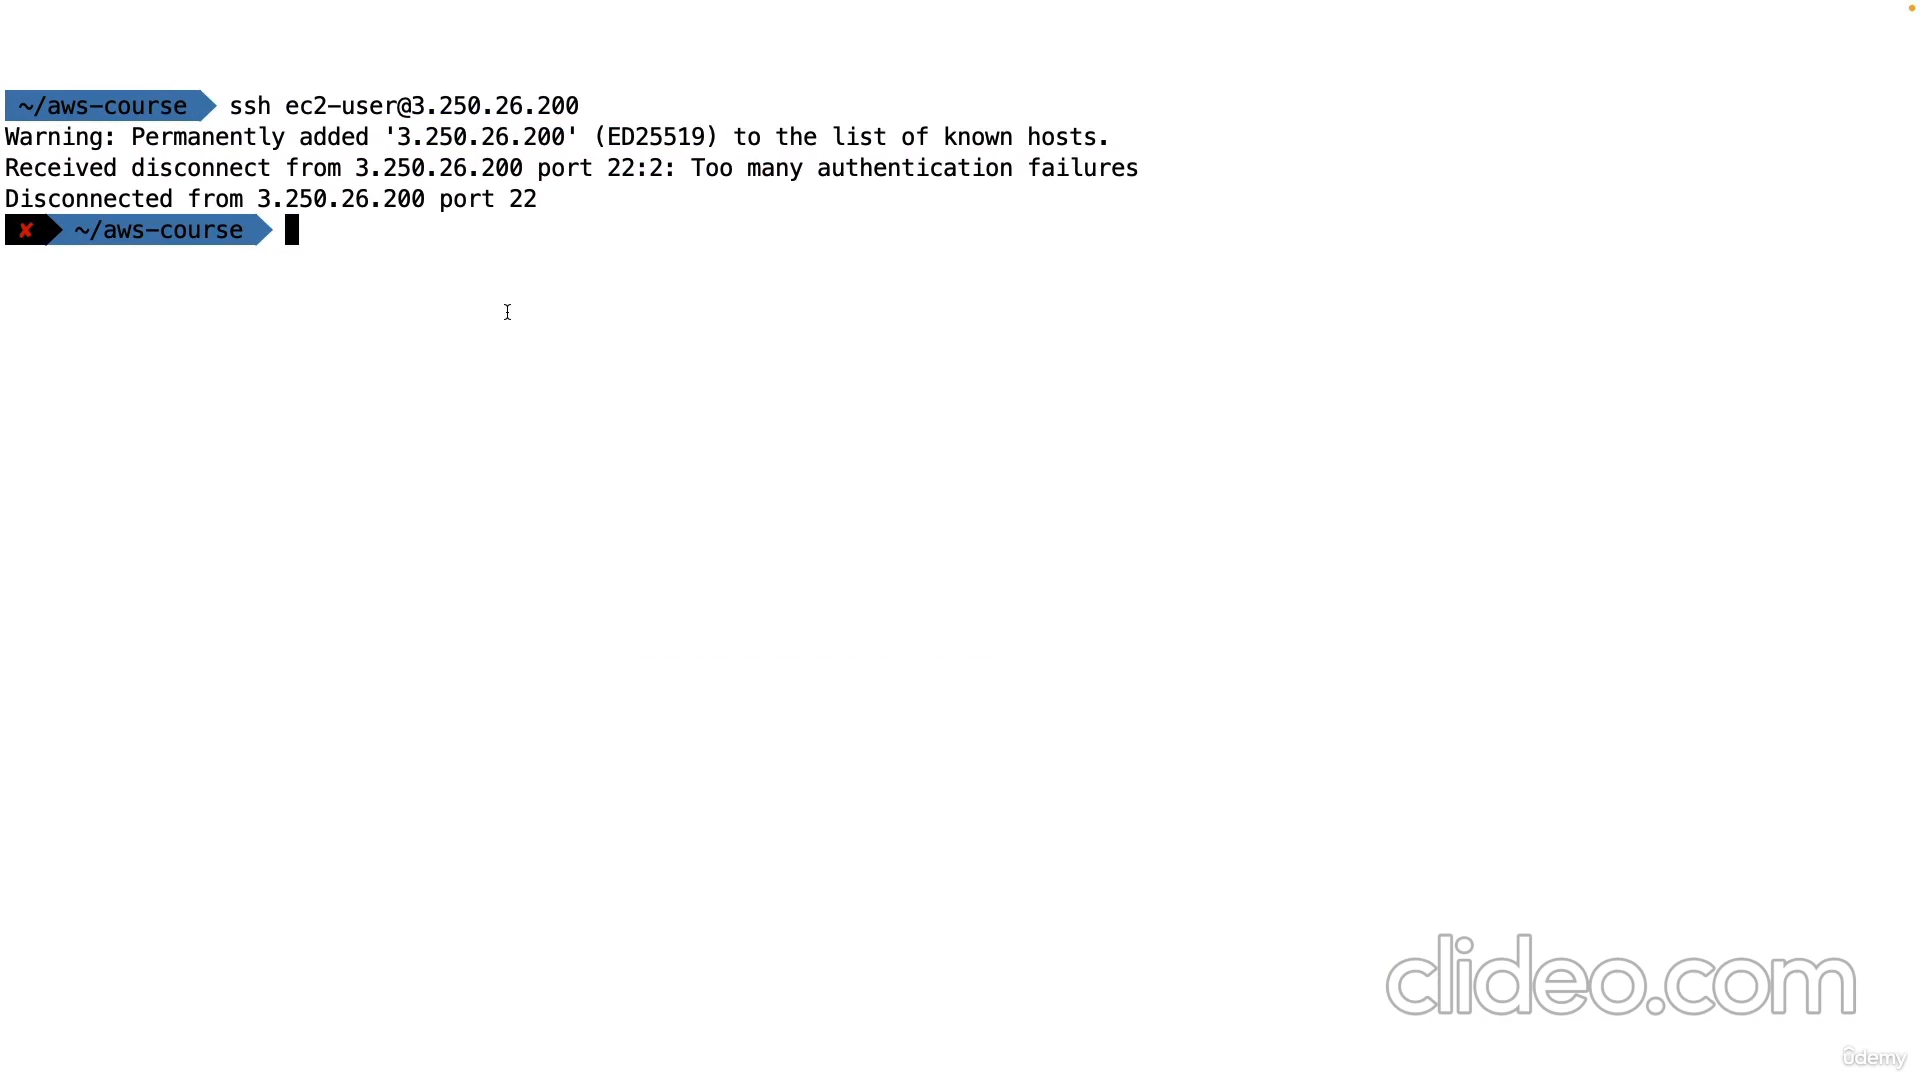 ~/aws-course ssh ec2-user@3.250.26.200
Warning: Permanently added '3.250.26.200' (ED25519) to the list of known hosts.
Received disconnect from 3.250.26.200 port 22:2: Too many authentication failures
Disconnected from 3.250.26.200 port 22
✘ ~/aws-course
clideo.com
ûdemy